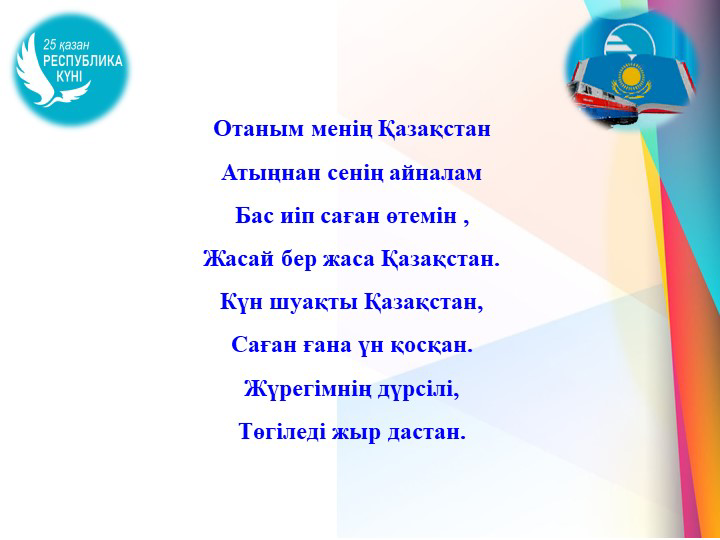 25 қазан
РЕСПУБЛИКА
КҮНІ
Отаным менің Қазақстан
Атыңнан сенің айналам
Бас иіп саған өтемін ,
Жасай бер жаса Қазақстан.
Күн шуақты Қазақстан,
Саған ғана үн қосқан.
Жүрегімнің дүрсілі,
Төгіледі жыр дастан.